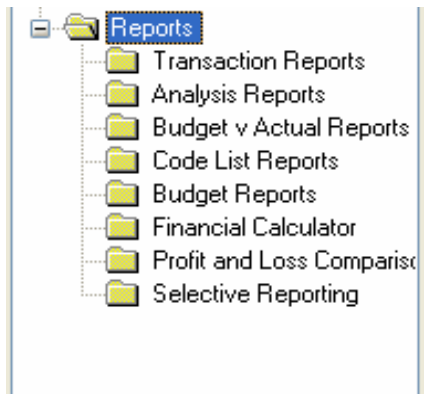 Reports
Transaction Reports
Analysis Reports
Budget v Actual Reports
Code List Reports
Budget Reports
Financial Calculator
Profit and Loss Compariso
Selective Reporting